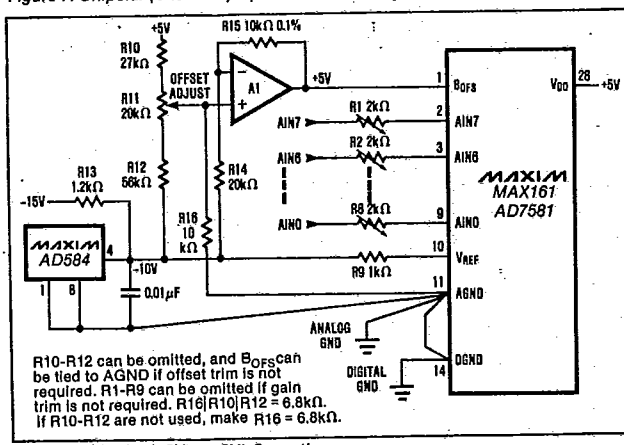 R15 10kΩ 0.1%
+5V
R10
27kΩ
OFFSET
ADJUST
R11
20kΩ
−
+
A1
+5V
1
BOFS
VDD
28
+5V
R1 2kΩ
AIN7
2
AIN7
R2 2kΩ
AIN6
3
AIN6
MAXIM
MAX161
AD7581
R12
56kΩ
R14
20kΩ
R13
1.2kΩ
−15V
R16
10
kΩ
R8 2kΩ
AIN0
9
AIN0
MAXIM
AD584
4
−10V
R9 1kΩ
10
VREF
11
AGND
1
8
0.01µF
ANALOG
GND
DIGITAL
GND
14
DGND
R10-R12 can be omitted, and BOFS can
be tied to AGND if offset trim is not
required. R1-R9 can be omitted if gain
trim is not required. R16|R10|R12 = 6.8kΩ.
If R10-R12 are not used, make R16 = 6.8kΩ.